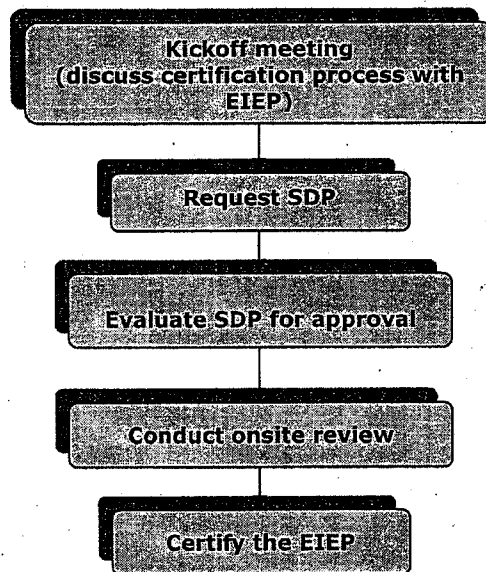 Kickoff meeting
(discuss certification process with
EIEP)
Request SDP
Evaluate SDP for approval
Conduct onsite review
Certify the EIEP